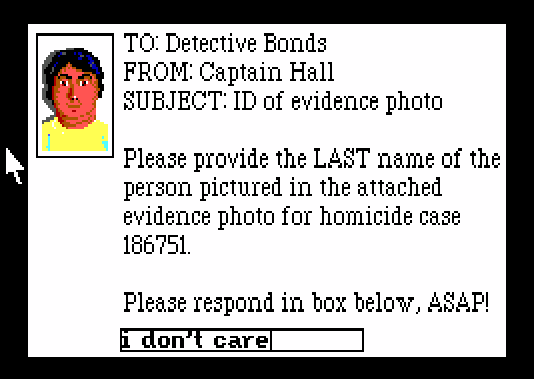 TO: Detective Bonds
FROM: Captain Hall
SUBJECT: ID of evidence photo
Please provide the LAST name of the
person pictured in the attached
evidence photo for homicide case
186751.
Please respond in box below, ASAP!
i don't care